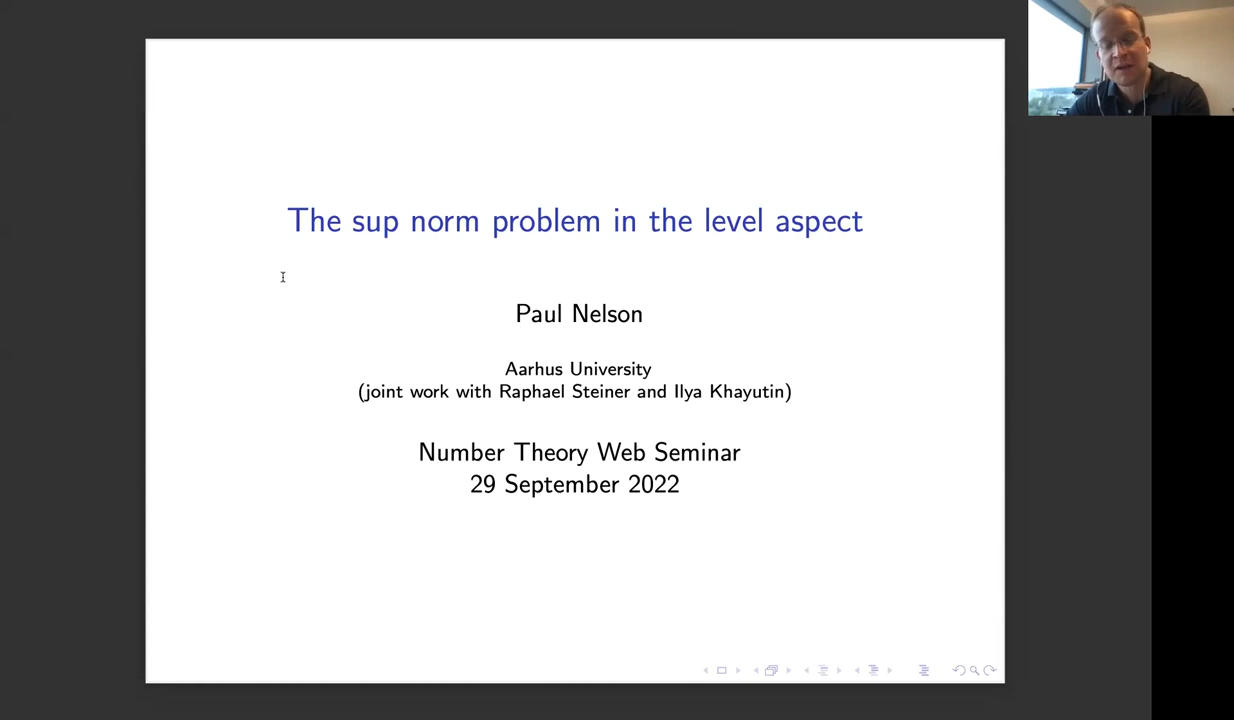 The sup norm problem in the level aspect
Paul Nelson
Aarhus University
(joint work with Raphael Steiner and Ilya Khayutin)
Number Theory Web Seminar
29 September 2022